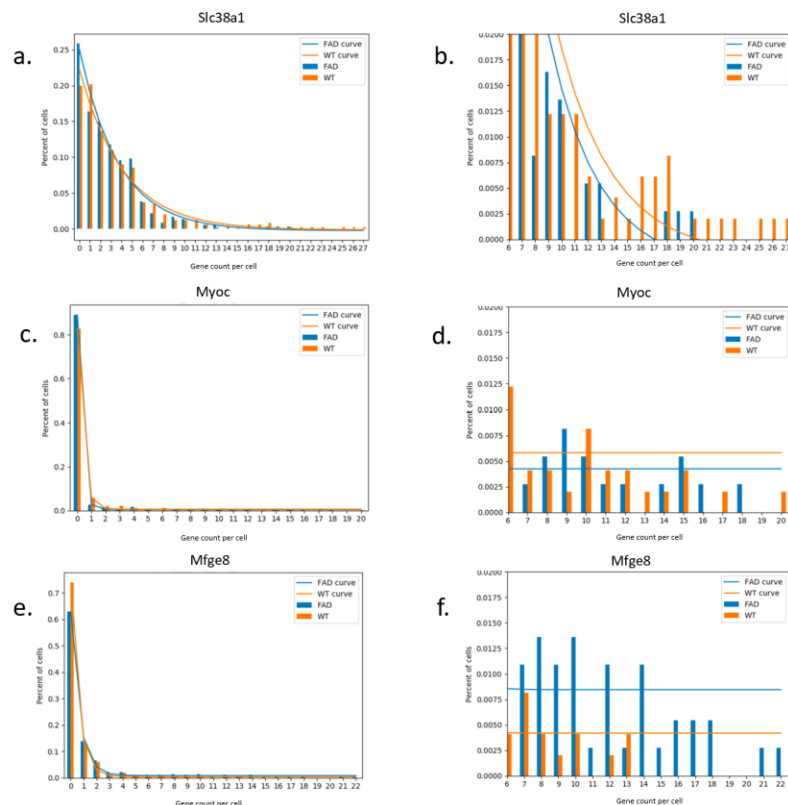 Slc38a1
a.
0.25
0.20
0.15
0.10
0.05
0.00
Percent of cells
FAD curve
WT curve
FAD
WT
0 1 2 3 4 5 6 7 8 9 10 11 12 13 14 15 16 17 18 19 20 21 22 23 24 25 26 27
Gene count per cell
Slc38a1
b.
0.0200
0.0175
0.0150
0.0125
0.0100
0.0075
0.0050
0.0025
0.0000
Percent of cells
FAD curve
WT curve
FAD
WT
6 7 8 9 10 11 12 13 14 15 16 17 18 19 20 21 22 23 24 25 26 27
Gene count per cell
Myoc
c.
0.8
0.6
0.4
0.2
0.0
Percent of cells
FAD curve
WT curve
FAD
WT
0 1 2 3 4 5 6 7 8 9 10 11 12 13 14 15 16 17 18 19 20
Gene count per cell
Myoc
d.
0.0200
0.0175
0.0150
0.0125
0.0100
0.0075
0.0050
0.0025
0.0000
Percent of cells
FAD curve
WT curve
FAD
WT
6 7 8 9 10 11 12 13 14 15 16 17 18 19 20
Gene count per cell
Mfge8
e.
0.7
0.6
0.5
0.4
0.3
0.2
0.1
0.0
Percent of cells
FAD curve
WT curve
FAD
WT
0 1 2 3 4 5 6 7 8 9 10 11 12 13 14 15 16 17 18 19 20 21 22
Gene count per cell
Mfge8
f.
0.0200
0.0175
0.0150
0.0125
0.0100
0.0075
0.0050
0.0025
0.0000
Percent of cells
FAD curve
WT curve
FAD
WT
6 7 8 9 10 11 12 13 14 15 16 17 18 19 20 21 22
Gene count per cell